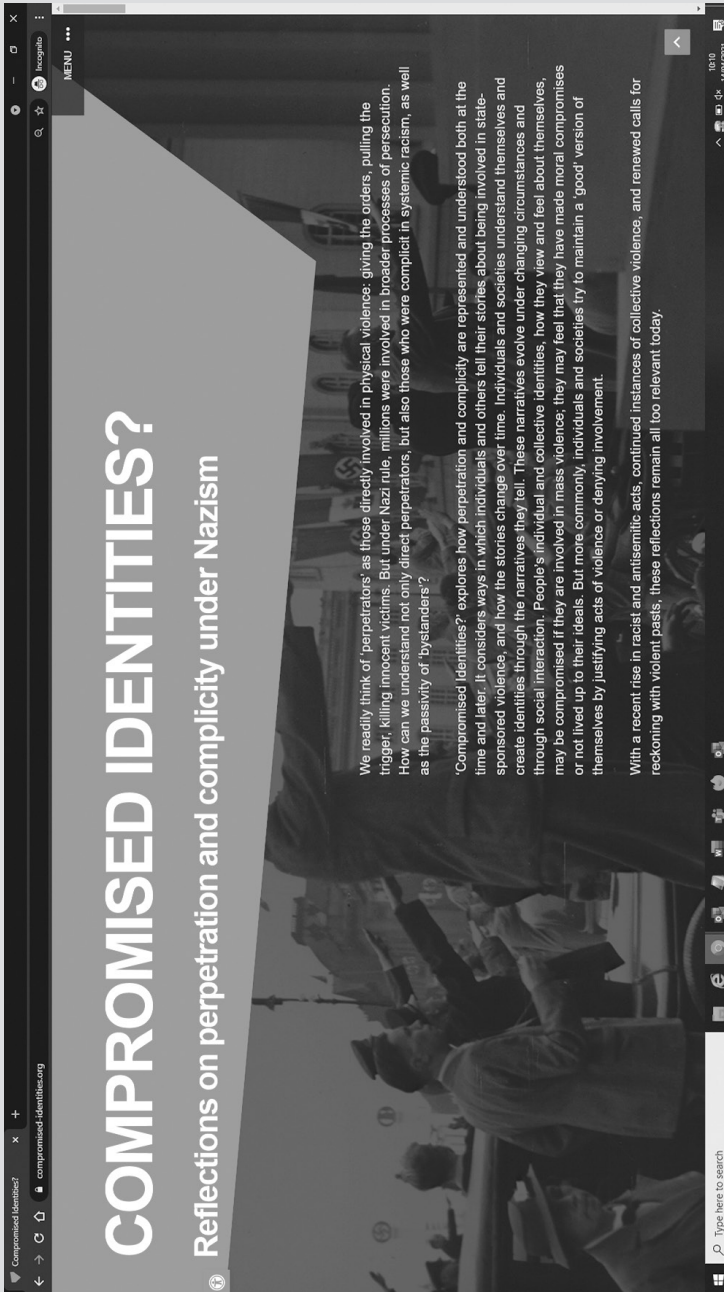 Compromised Identities?
compromised-identities.org
Incognito
MENU
COMPROMISED IDENTITIES?
Reflections on perpetration and complicity under Nazism
We readily think of 'perpetrators' as those directly involved in physical violence: giving the orders, pulling the
trigger, killing innocent victims. But under Nazi rule, millions were involved in broader processes of persecution.
How can we understand not only direct perpetrators, but also those who were complicit in systemic racism, as well
as the passivity of 'bystanders'?
'Compromised Identities?' explores how perpetration and complicity are represented and understood both at the
time and later. It considers ways in which individuals and others tell their stories about being involved in state-
sponsored violence, and how the stories change over time. Individuals and societies understand themselves and
create identities through the narratives they tell. These narratives evolve under changing circumstances and
through social interaction. People's individual and collective identities, how they view and feel about themselves,
may be compromised if they are involved in mass violence; they may feel that they have made moral compromises
or not lived up to their ideals. But more commonly, individuals and societies try to maintain a 'good' version of
themselves by justifying acts of violence or denying involvement.
With a recent rise in racist and antisemitic acts, continued instances of collective violence, and renewed calls for
reckoning with violent pasts, these reflections remain all too relevant today.
Type here to search
10:10